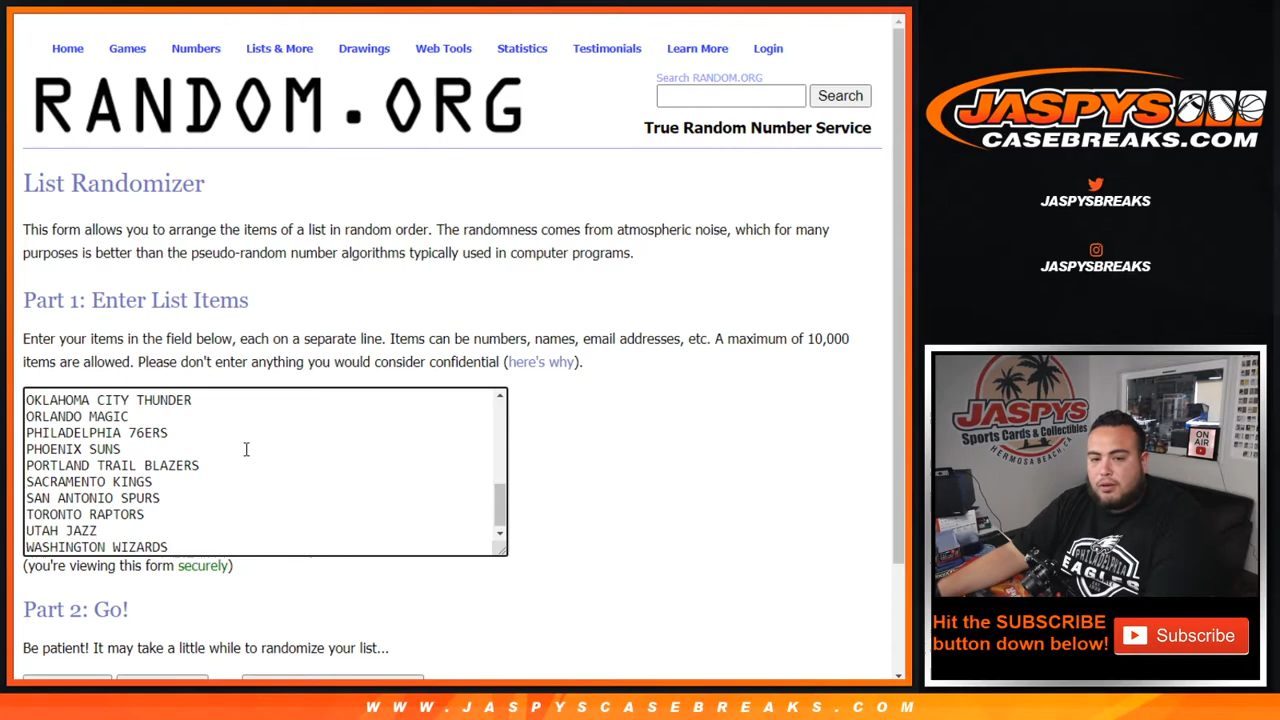 Home Games Numbers Lists & More Drawings Web Tools Statistics Testimonials Learn More Login
RANDOM.ORG
Search RANDOM.ORG
Search
True Random Number Service
List Randomizer
This form allows you to arrange the items of a list in random order. The randomness comes from atmospheric noise, which for many
purposes is better than the pseudo-random number algorithms typically used in computer programs.
Part 1: Enter List Items
Enter your items in the field below, each on a separate line. Items can be numbers, names, email addresses, etc. A maximum of 10,000
items are allowed. Please don't enter anything you would consider confidential (here's why).
OKLAHOMA CITY THUNDER
ORLANDO MAGIC
PHILADELPHIA 76ERS
PHOENIX SUNS
PORTLAND TRAIL BLAZERS
SACRAMENTO KINGS
SAN ANTONIO SPURS
TORONTO RAPTORS
UTAH JAZZ
WASHINGTON WIZARDS
(you're viewing this form securely)
Part 2: Go!
Be patient! It may take a little while to randomize your list...
JASPYS
CASEBREAKS.COM
JASPYSBREAKS
JASPYSBREAKS
JASPYS
Sports Cards & Collectibles
HERMOSA BEACH, CA
ON
AIR
PHILADELPHIA
EAGLES
Hit the SUBSCRIBE
button down below!
Subscribe
WWW.JASPYSCASEBREAKS.COM